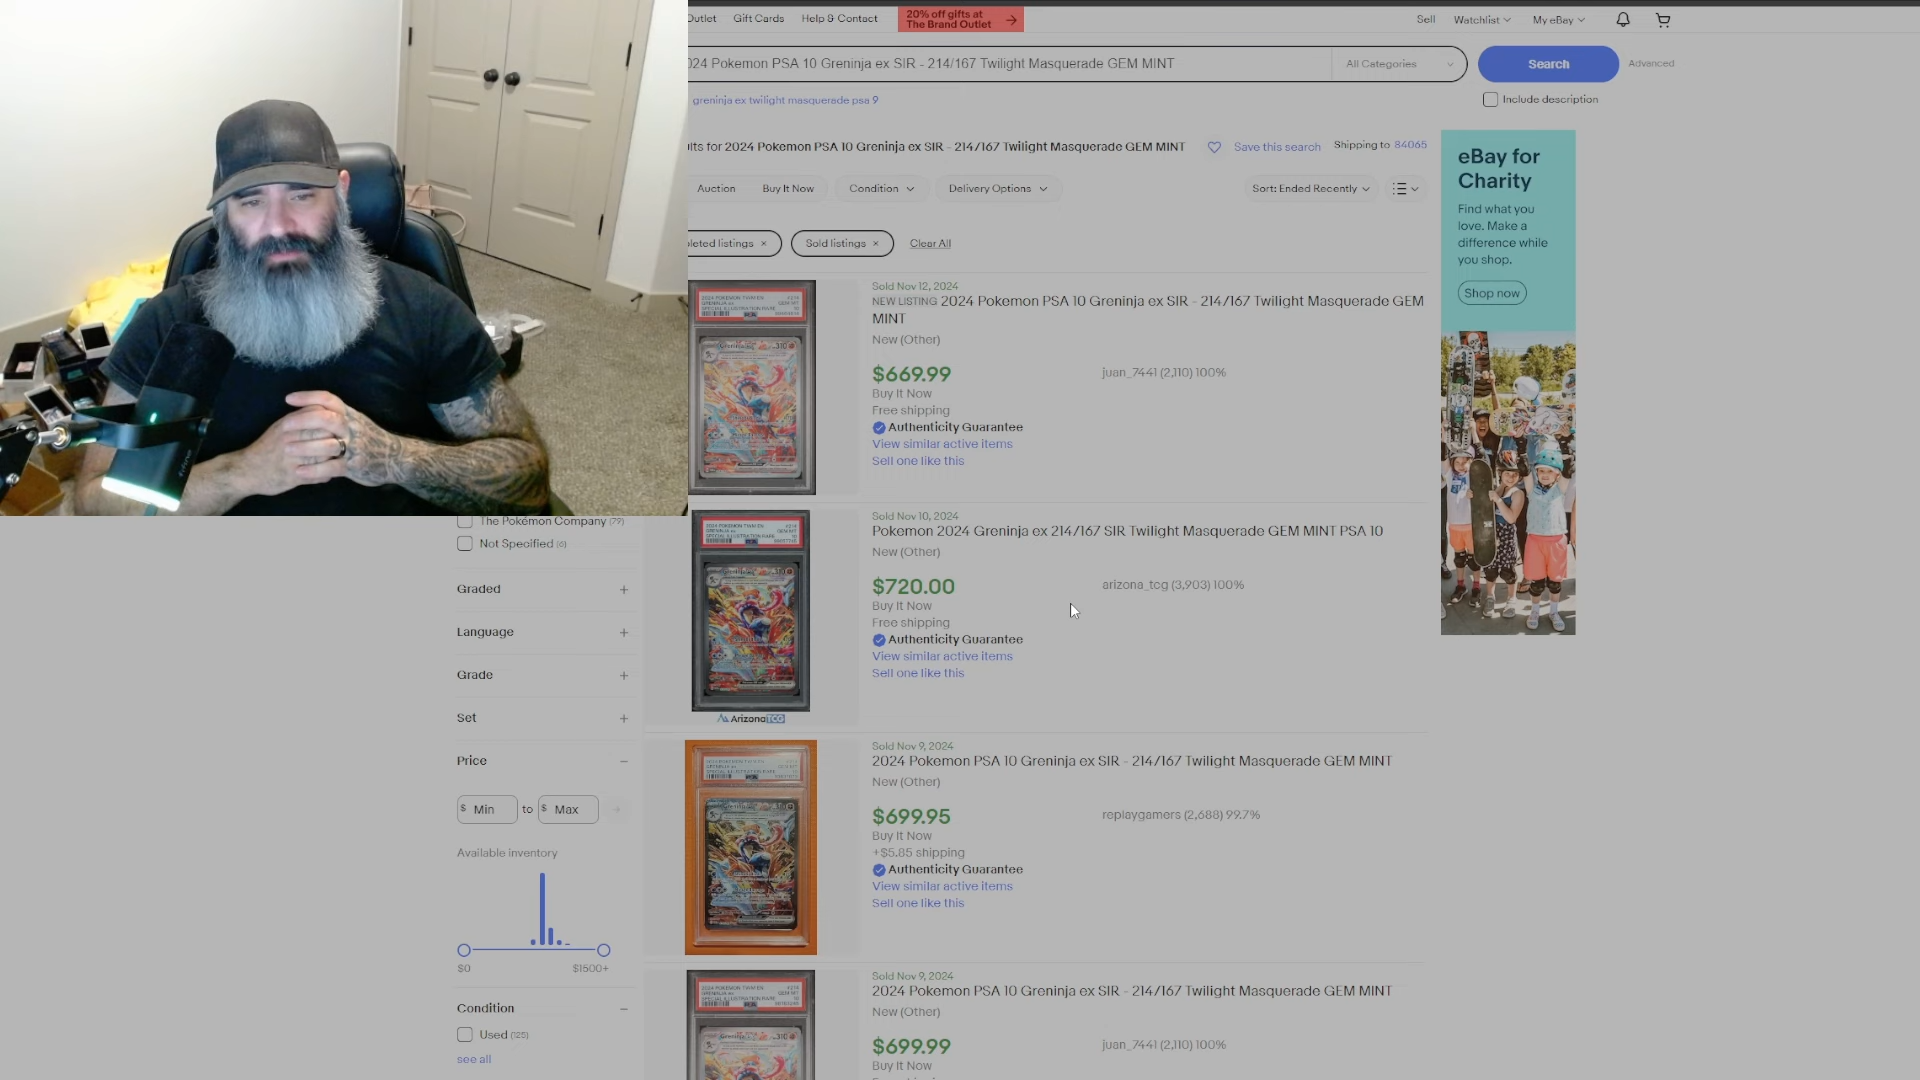 Outlet Gift Cards Help & Contact
20% off gifts at
The Brand Outlet
Sell Watchlist My eBay
2024 Pokemon PSA 10 Greninja ex SIR - 214/167 Twilight Masquerade GEM MINT
All Categories
Search
Advanced
greninja ex twilight masquerade psa 9
Include description
lts for 2024 Pokemon PSA 10 Greninja ex SIR - 214/167 Twilight Masquerade GEM MINT
Save this search
Shipping to 84065
Auction Buy It Now Condition Delivery Options
Sort: Ended Recently
leted listings × Sold listings × Clear All
eBay for
Charity
Find what you
love. Make a
difference while
you shop.
Shop now
Sold Nov 12, 2024
NEW LISTING 2024 Pokemon PSA 10 Greninja ex SIR - 214/167 Twilight Masquerade GEM
MINT
New (Other)
$669.99
juan_7441 (2,110) 100%
Buy It Now
Free shipping
Authenticity Guarantee
View similar active items
Sell one like this
Sold Nov 10, 2024
Pokemon 2024 Greninja ex 214/167 SIR Twilight Masquerade GEM MINT PSA 10
New (Other)
$720.00
arizona_tcg (3,903) 100%
Buy It Now
Free shipping
Authenticity Guarantee
View similar active items
Sell one like this
ArizonaTCG
Sold Nov 9, 2024
2024 Pokemon PSA 10 Greninja ex SIR - 214/167 Twilight Masquerade GEM MINT
New (Other)
$699.95
replaygamers (2,688) 99.7%
Buy It Now
+$5.85 shipping
Authenticity Guarantee
View similar active items
Sell one like this
Sold Nov 9, 2024
2024 Pokemon PSA 10 Greninja ex SIR - 214/167 Twilight Masquerade GEM MINT
New (Other)
$699.99
juan_7441 (2,110) 100%
Buy It Now
The Pokémon Company (79)
Not Specified (6)
Graded
Language
Grade
Set
Price
$ Min to $ Max
Available inventory
$0 $1500+
Condition
Used (125)
see all